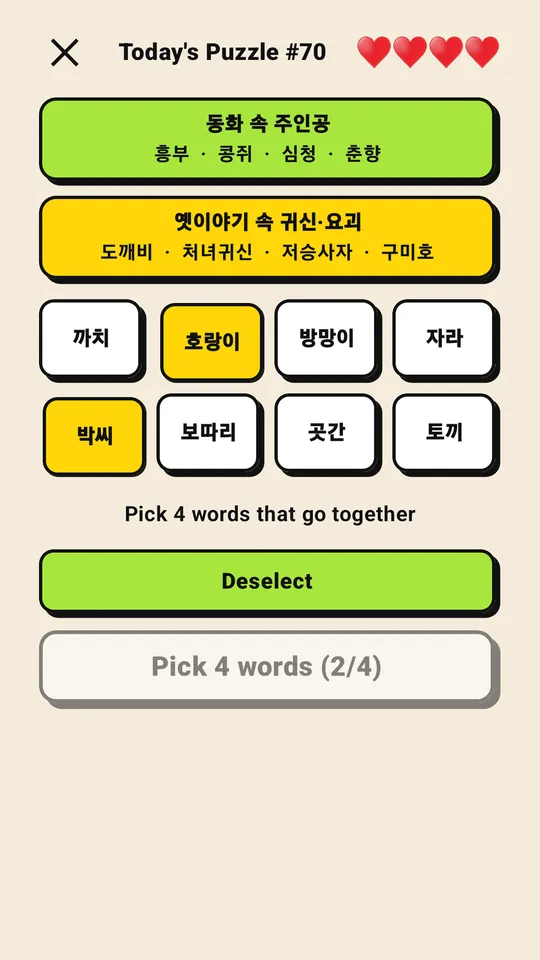 Today's Puzzle #70
동화 속 주인공
흥부 · 콩쥐 · 심청 · 춘향
옛이야기 속 귀신·요괴
도깨비 · 처녀귀신 · 저승사자 · 구미호
까치 호랑이 방망이 자라
박씨 보따리 곳간 토끼
Pick 4 words that go together
Deselect
Pick 4 words (2/4)